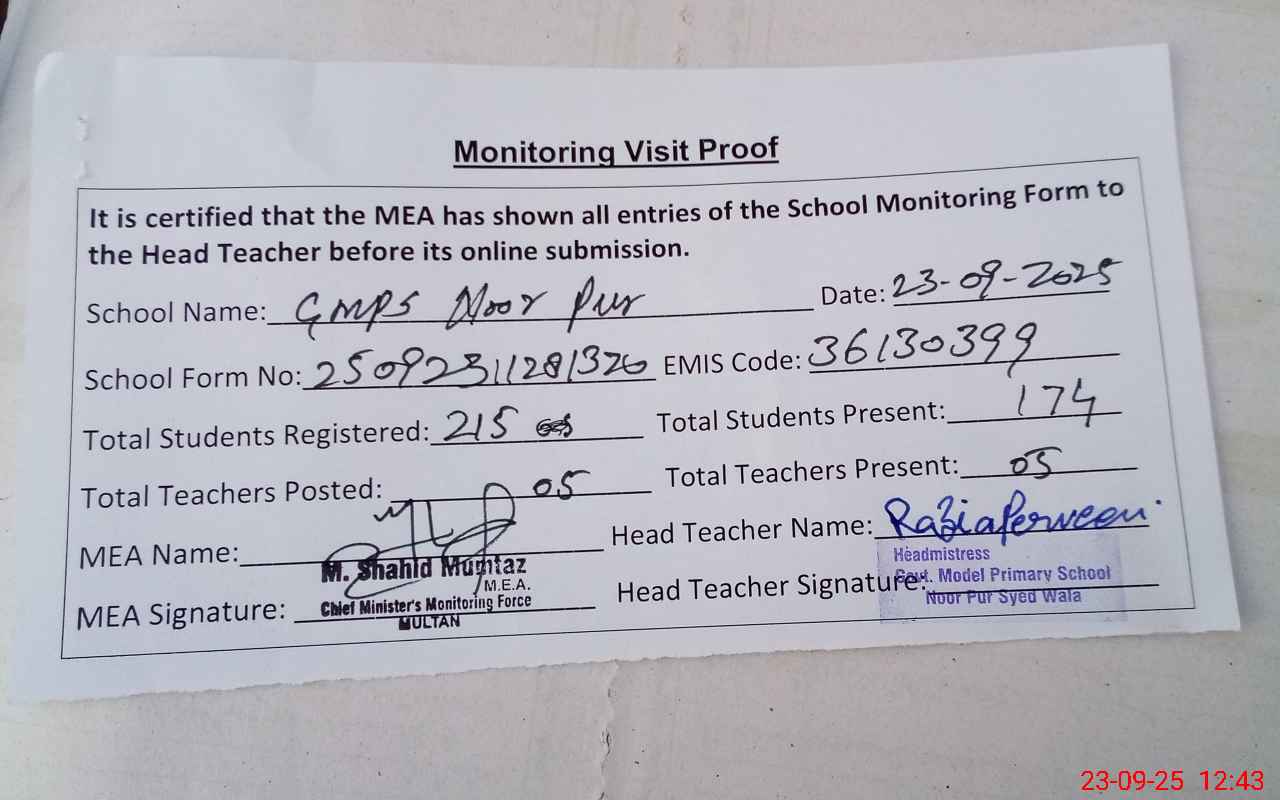 Monitoring Visit Proof
It is certified that the MEA has shown all entries of the School Monitoring Form to
the Head Teacher before its online submission.
School Name: GMPS Noor Pur Date: 23-09-2025
School Form No: 25092311281326 EMIS Code: 36130399
Total Students Registered: 215 Total Students Present: 174
Total Teachers Posted: 05 Total Teachers Present: 05
MEA Name: Head Teacher Name: Razia Perveen
M. Shahid Mumtaz Headmistress
M.E.A. Govt. Model Primary School
MEA Signature: Chief Minister's Monitoring Force Head Teacher Signature: Noor Pur Syed Wala
MULTAN
23-09-25 12:43